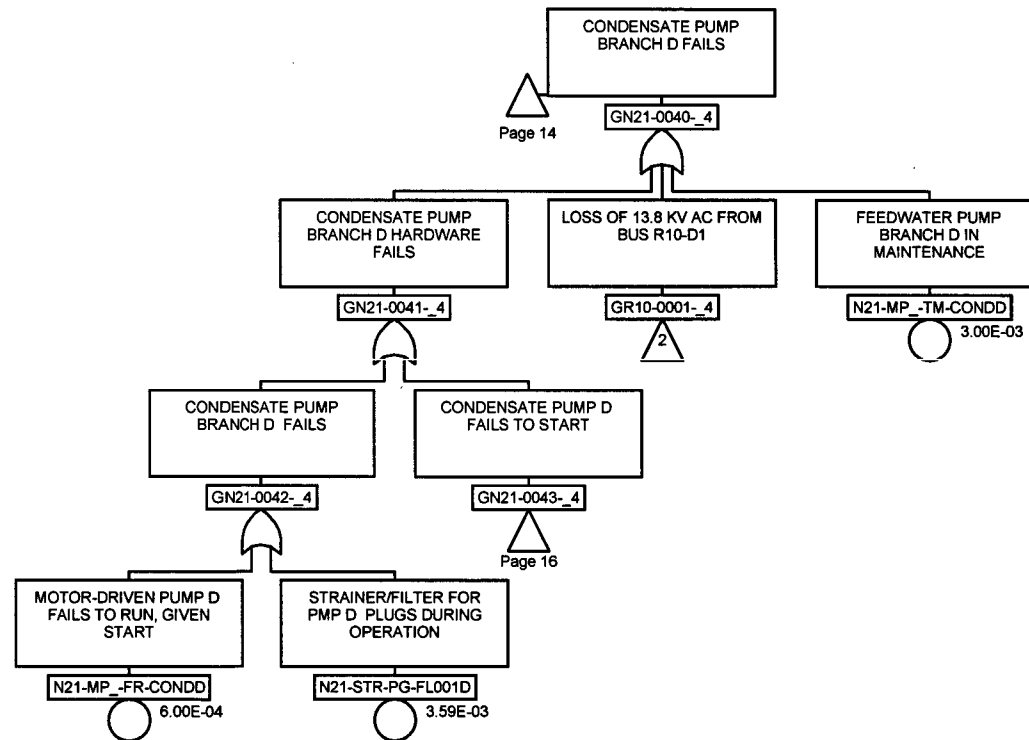 CONDENSATE PUMP
BRANCH D FAILS
Page 14
GN21-0040-_4
CONDENSATE PUMP
BRANCH D HARDWARE
FAILS
GN21-0041-_4
LOSS OF 13.8 KV AC FROM
BUS R10-D1
GR10-0001-_4
2
FEEDWATER PUMP
BRANCH D IN
MAINTENANCE
N21-MP_-TM-CONDD
3.00E-03
CONDENSATE PUMP
BRANCH D FAILS
GN21-0042-_4
CONDENSATE PUMP D
FAILS TO START
GN21-0043-_4
Page 16
MOTOR-DRIVEN PUMP D
FAILS TO RUN, GIVEN
START
N21-MP_-FR-CONDD
6.00E-04
STRAINER/FILTER FOR
PMP D PLUGS DURING
OPERATION
N21-STR-PG-FL001D
3.59E-03